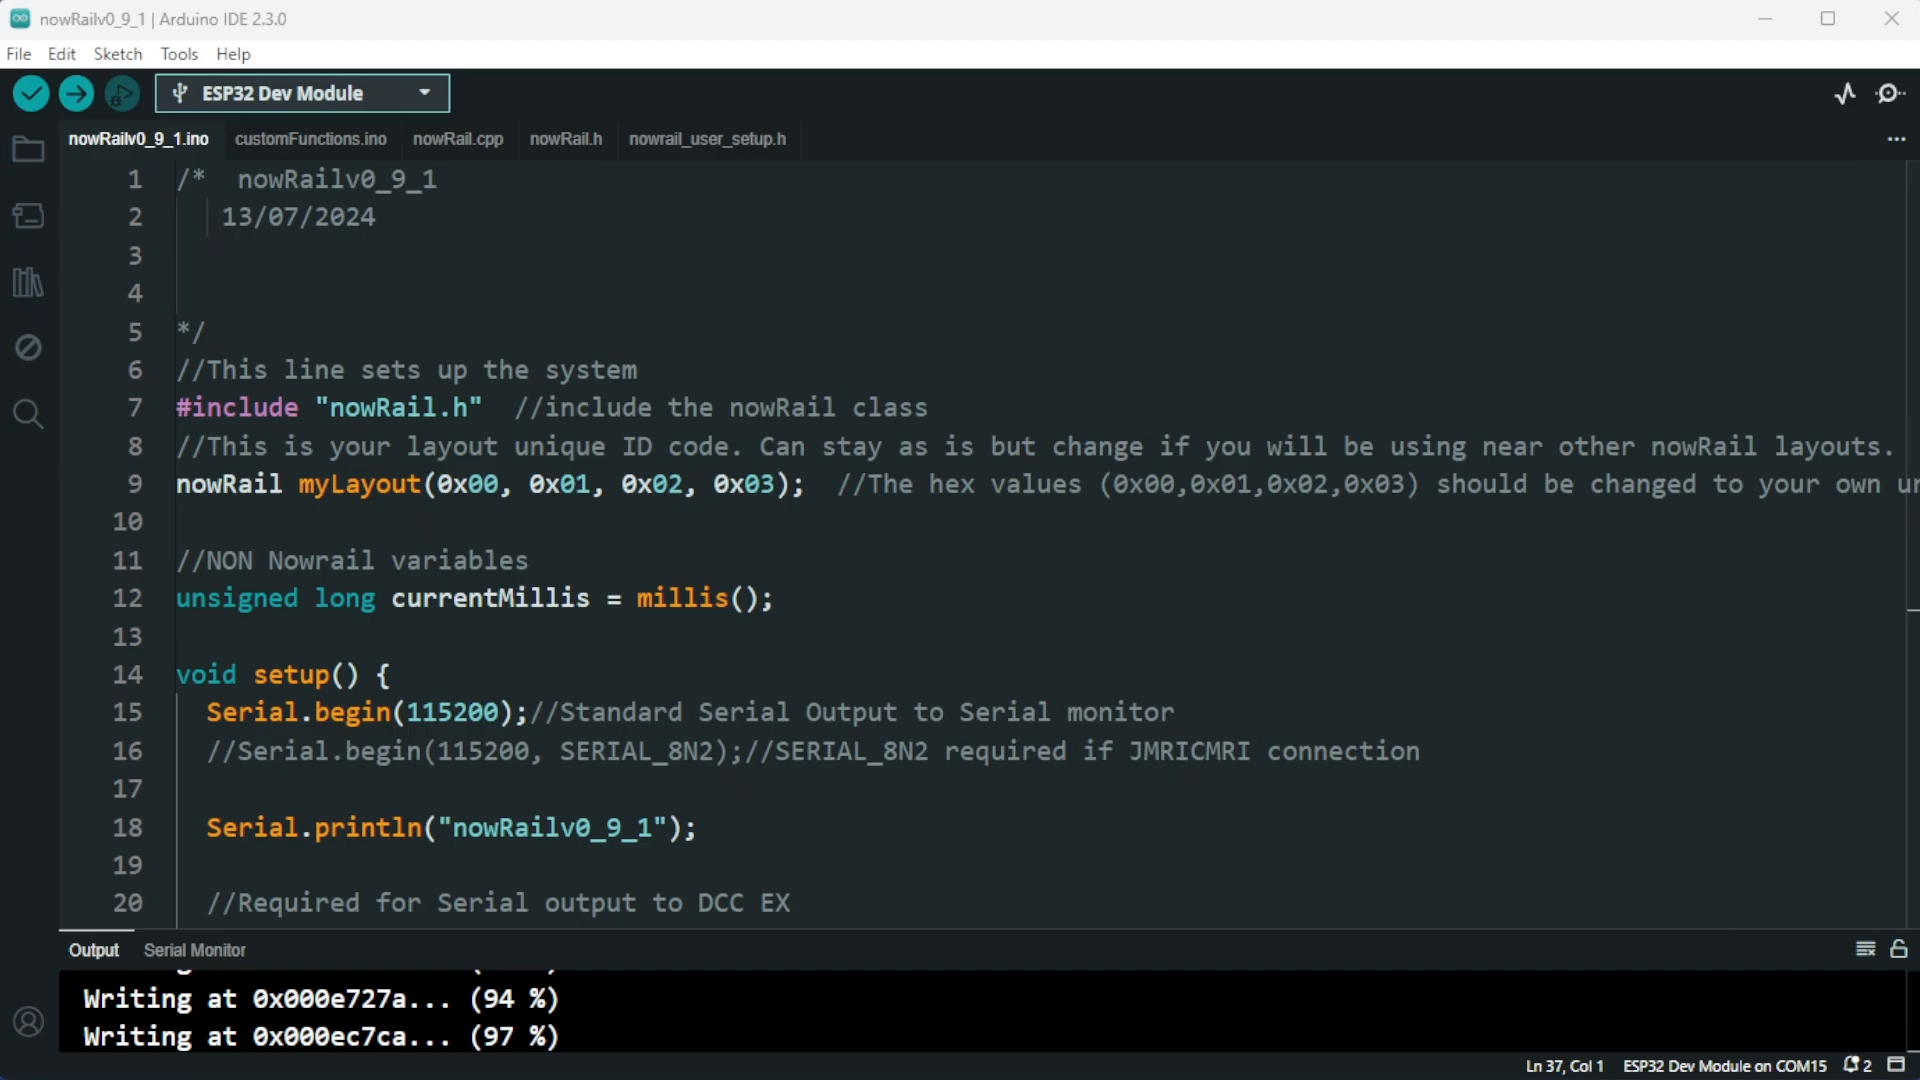 nowRailv0_9_1 | Arduino IDE 2.3.0
File Edit Sketch Tools Help
ESP32 Dev Module
nowRailv0_9_1.ino customFunctions.ino nowRail.cpp nowRail.h nowrail_user_setup.h
1 /* nowRailv0_9_1
2 13/07/2024
3
4
5 */
6 //This line sets up the system
7 #include "nowRail.h" //include the nowRail class
8 //This is your layout unique ID code. Can stay as is but change if you will be using near other nowRail layouts.
9 nowRail myLayout(0x00, 0x01, 0x02, 0x03); //The hex values (0x00,0x01,0x02,0x03) should be changed to your own
10
11 //NON Nowrail variables
12 unsigned long currentMillis = millis();
13
14 void setup() {
15 Serial.begin(115200);//Standard Serial Output to Serial monitor
16 //Serial.begin(115200, SERIAL_8N2);//SERIAL_8N2 required if JMRICMRI connection
17
18 Serial.println("nowRailv0_9_1");
19
20 //Required for Serial output to DCC EX
Output Serial Monitor
Writing at 0x000e727a... (94 %)
Writing at 0x000ec7ca... (97 %)
Ln 37, Col 1 ESP32 Dev Module on COM15 2